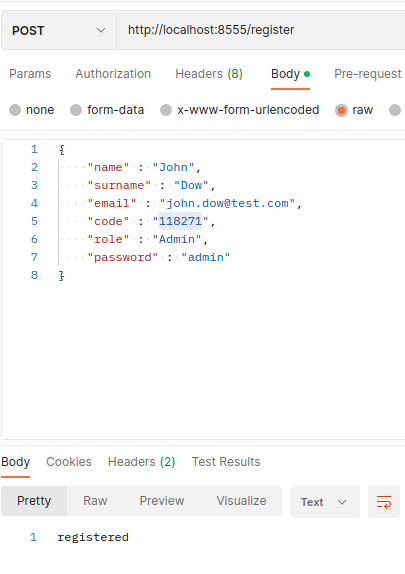 POST http://localhost:8555/register
Params Authorization Headers (8) Body Pre-request
none form-data x-www-form-urlencoded raw
1 {
2 "name" : "John",
3 "surname" : "Dow",
4 "email" : "john.dow@test.com",
5 "code" : "118271",
6 "role" : "Admin",
7 "password" : "admin"
8 }
Body Cookies Headers (2) Test Results
Pretty Raw Preview Visualize Text
1 registered